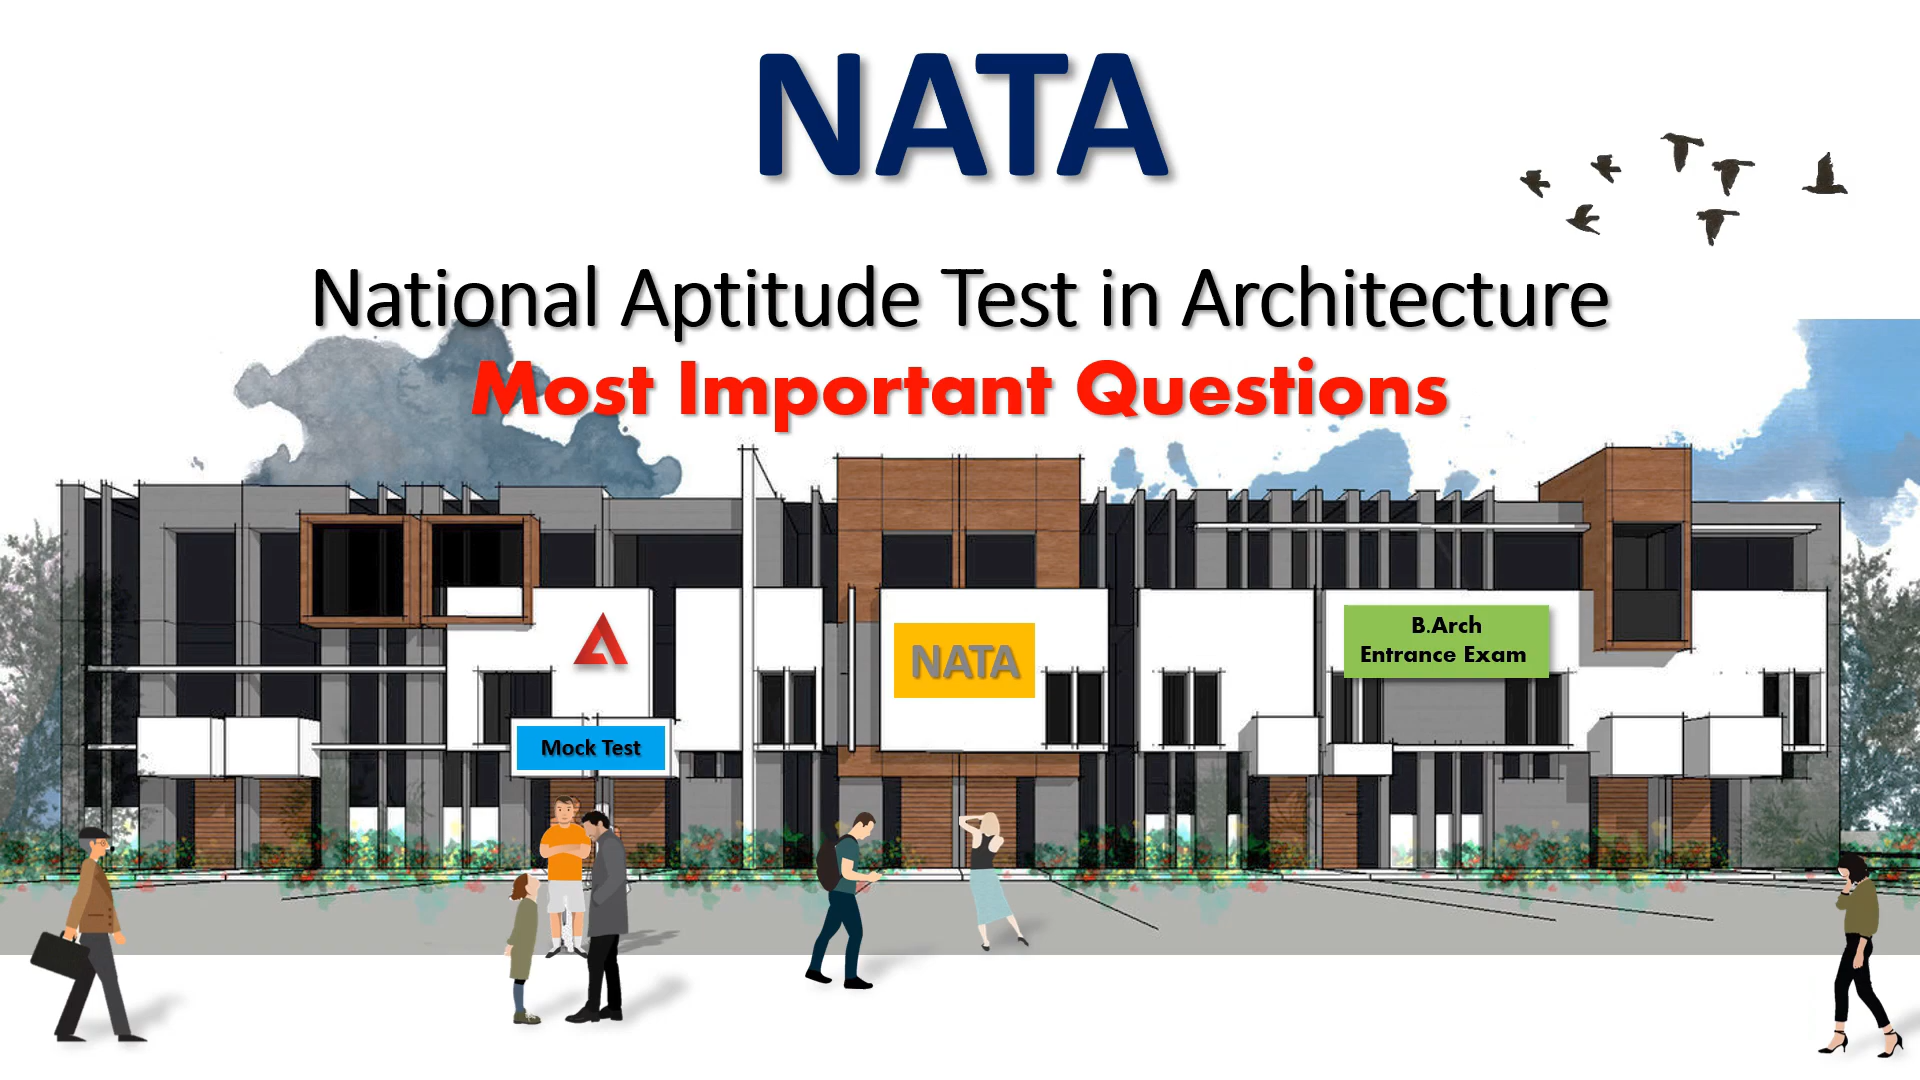 NATA
National Aptitude Test in Architecture
Most Important Questions
B.Arch
Entrance Exam
NATA
Mock Test